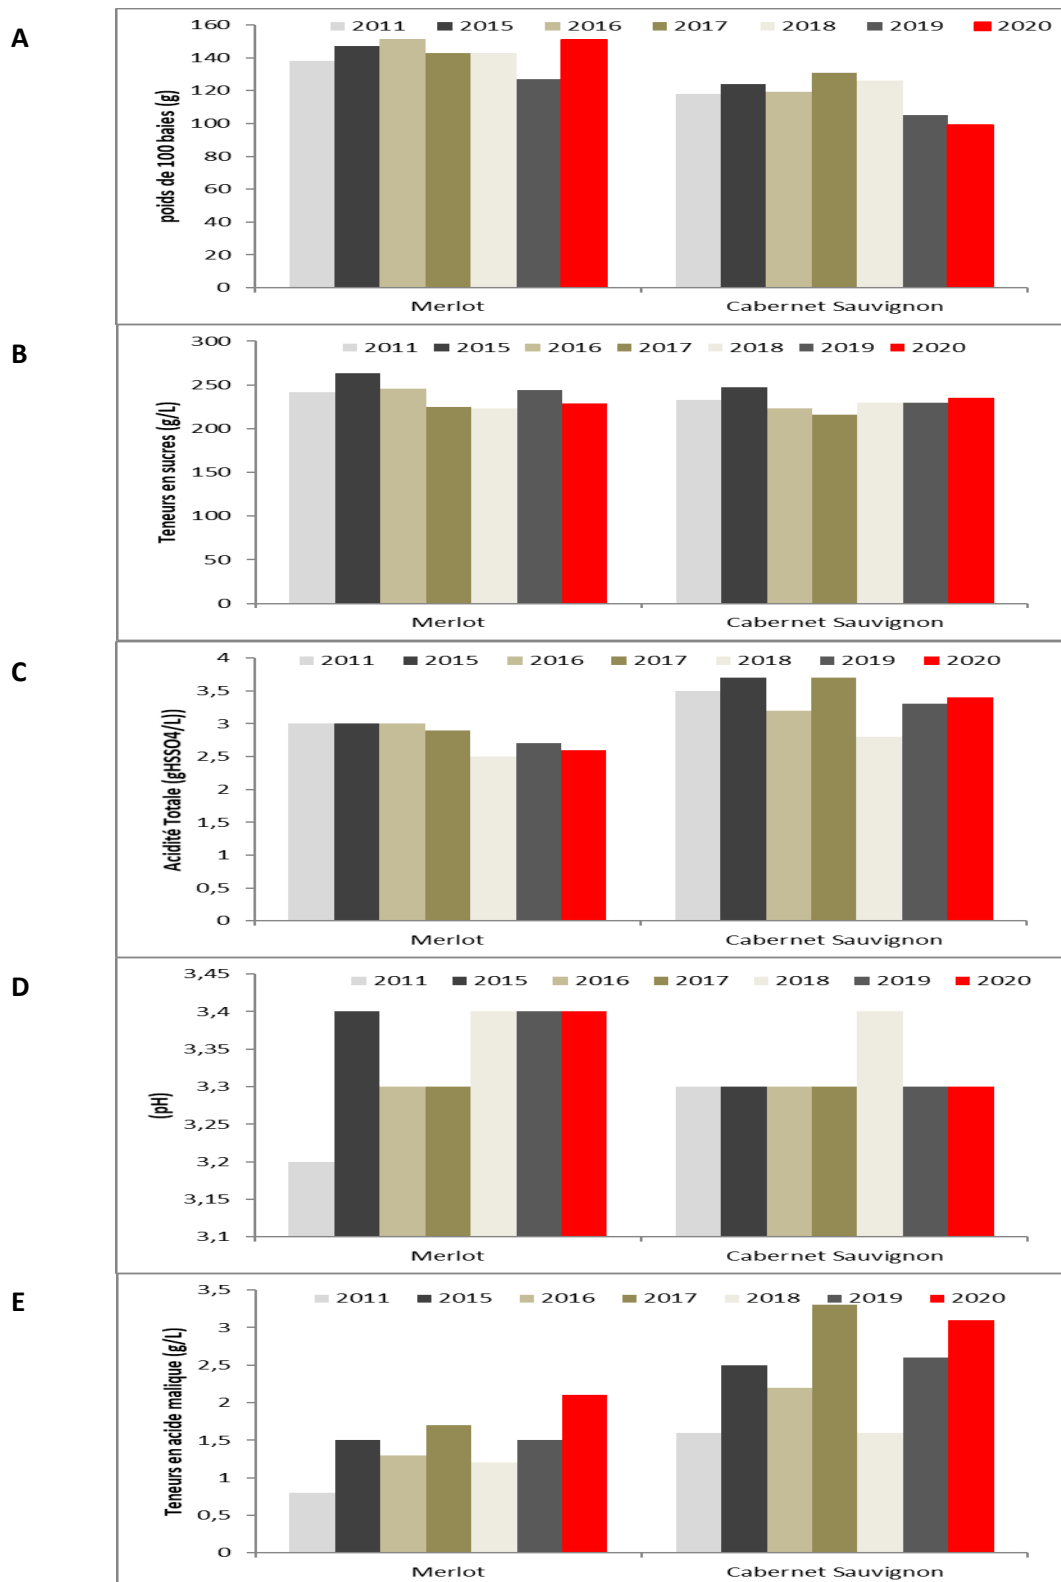 A
poids de 100 baies (g)
2011 2015 2016 2017 2018 2019 2020
160
140
120
100
80
60
40
20
0
Merlot Cabernet Sauvignon
B
Teneurs en sucres (g/L)
2011 2015 2016 2017 2018 2019 2020
300
250
200
150
100
50
0
Merlot Cabernet Sauvignon
C
Acidité Totale (gHSSO4/L))
2011 2015 2016 2017 2018 2019 2020
4
3,5
3
2,5
2
1,5
1
0,5
0
Merlot Cabernet Sauvignon
D
(pH)
2011 2015 2016 2017 2018 2019 2020
3,45
3,4
3,35
3,3
3,25
3,2
3,15
3,1
Merlot Cabernet Sauvignon
E
Teneurs en acide malique (g/L)
2011 2015 2016 2017 2018 2019 2020
3,5
3
2,5
2
1,5
1
0,5
0
Merlot Cabernet Sauvignon